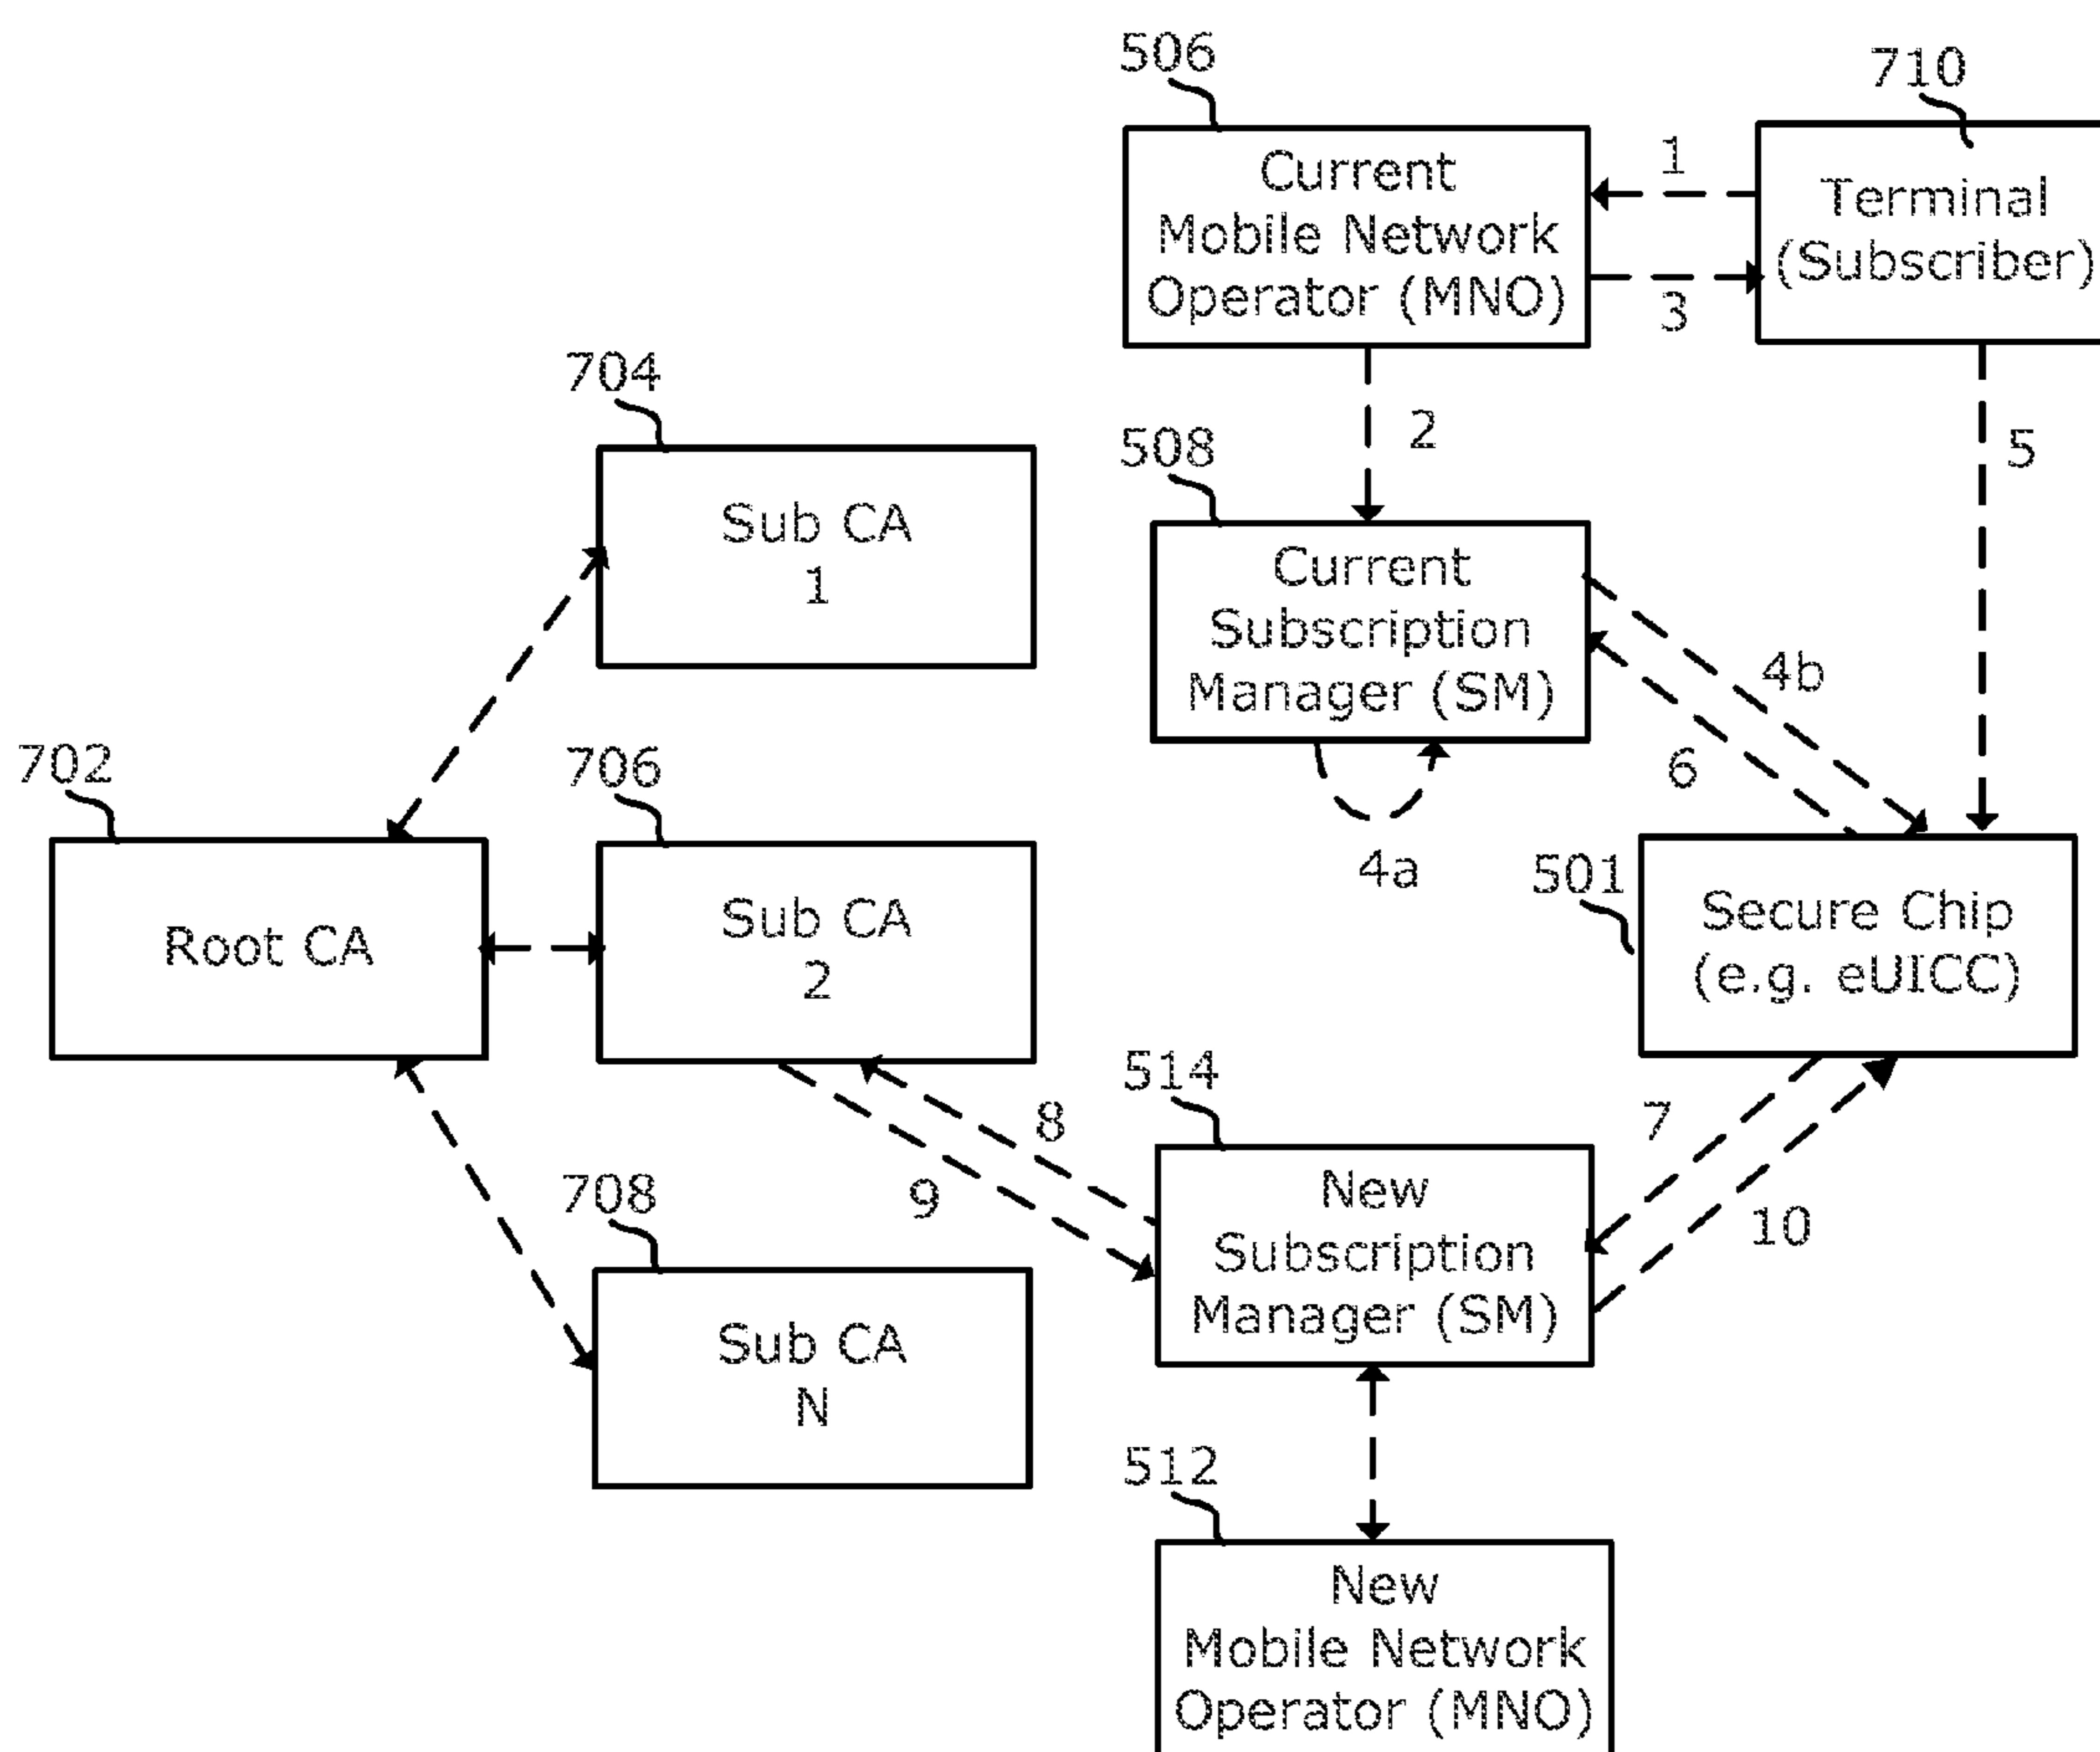 506
710
Current
Mobile Network
Operator (MNO)
1
3
Terminal
(Subscriber)
704
Sub CA
1
2
5
508
Current
Subscription
Manager (SM)
4b
6
4a
702
Root CA
706
Sub CA
2
501
Secure Chip
(e.g. eUICC)
8
9
514
New
Subscription
Manager (SM)
7
10
708
Sub CA
N
512
New
Mobile Network
Operator (MNO)